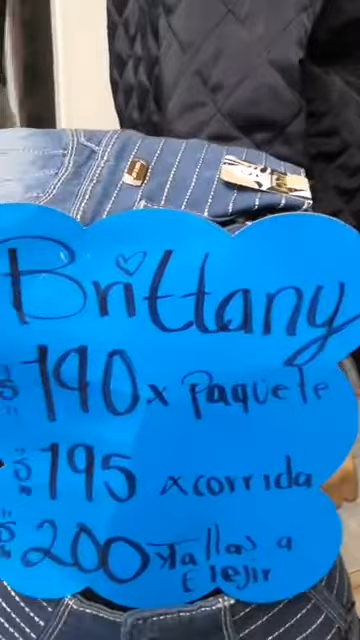 Brittany
$190 x paquete
$195 x corrida
$200 tallas a
Elejir